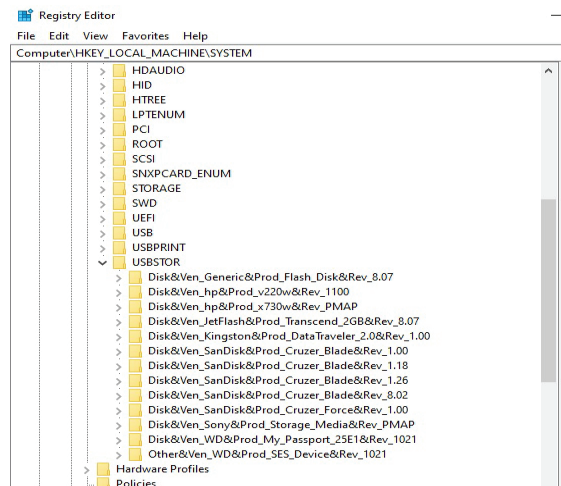 Registry Editor
File Edit View Favorites Help
Computer\HKEY_LOCAL_MACHINE\SYSTEM
HDAUDIO
HID
HTREE
LPTENUM
PCI
ROOT
SCSI
SNXPCARD_ENUM
STORAGE
SWD
UEFI
USB
USBPRINT
USBSTOR
Disk&Ven_Generic&Prod_Flash_Disk&Rev_8.07
Disk&Ven_hp&Prod_v220w&Rev_1100
Disk&Ven_hp&Prod_x730w&Rev_PMAP
Disk&Ven_JetFlash&Prod_Transcend_2GB&Rev_8.07
Disk&Ven_Kingston&Prod_DataTraveler_2.0&Rev_1.00
Disk&Ven_SanDisk&Prod_Cruzer_Blade&Rev_1.00
Disk&Ven_SanDisk&Prod_Cruzer_Blade&Rev_1.18
Disk&Ven_SanDisk&Prod_Cruzer_Blade&Rev_1.26
Disk&Ven_SanDisk&Prod_Cruzer_Blade&Rev_8.02
Disk&Ven_SanDisk&Prod_Cruzer_Force&Rev_1.00
Disk&Ven_Sony&Prod_Storage_Media&Rev_PMAP
Disk&Ven_WD&Prod_My_Passport_25E1&Rev_1021
Other&Ven_WD&Prod_SES_Device&Rev_1021
Hardware Profiles
Policies